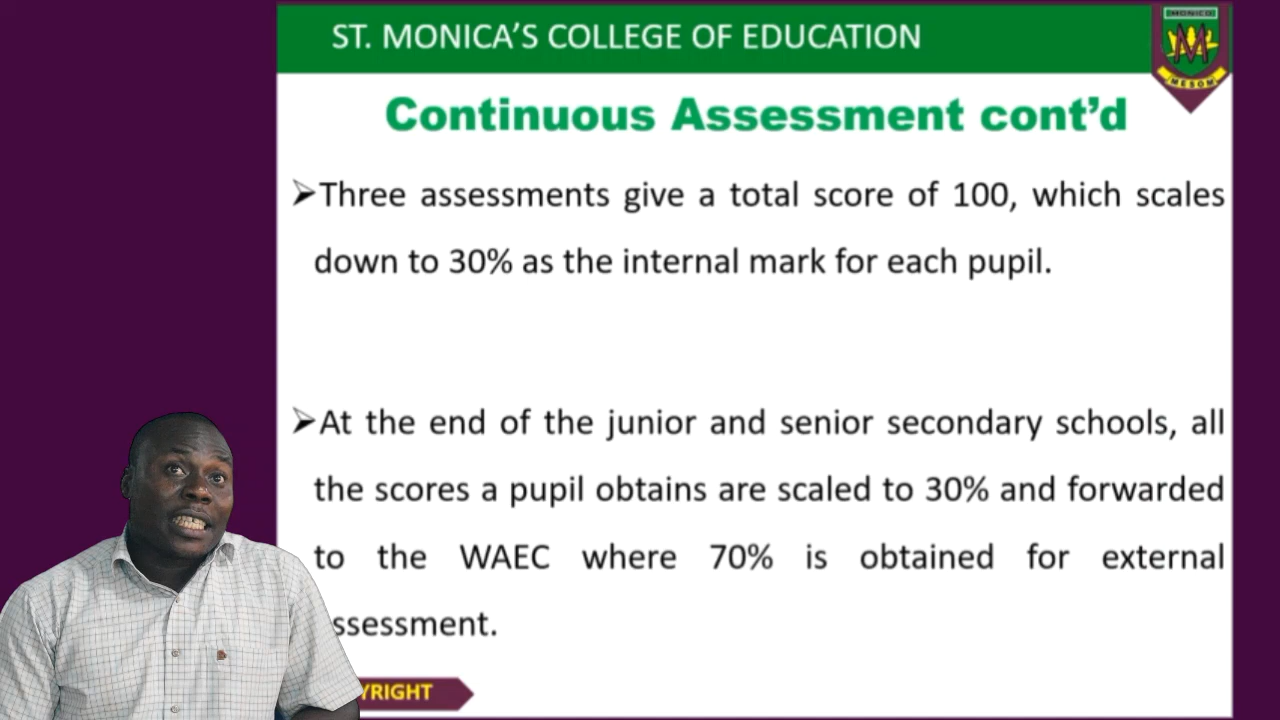 ST. MONICA'S COLLEGE OF EDUCATION
MONICO
M
MESOM
Continuous Assessment cont'd
➢Three assessments give a total score of 100, which scales
down to 30% as the internal mark for each pupil.
➢At the end of the junior and senior secondary schools, all
the scores a pupil obtains are scaled to 30% and forwarded
to the WAEC where 70% is obtained for external
ssessment.
YRIGHT